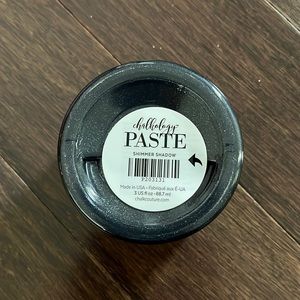 chalkology
PASTE
SHIMMER SHADOW
Made in USA • Fabriqué aux É-UA
3 US fl oz • 88.7 ml
chalkcouture.com